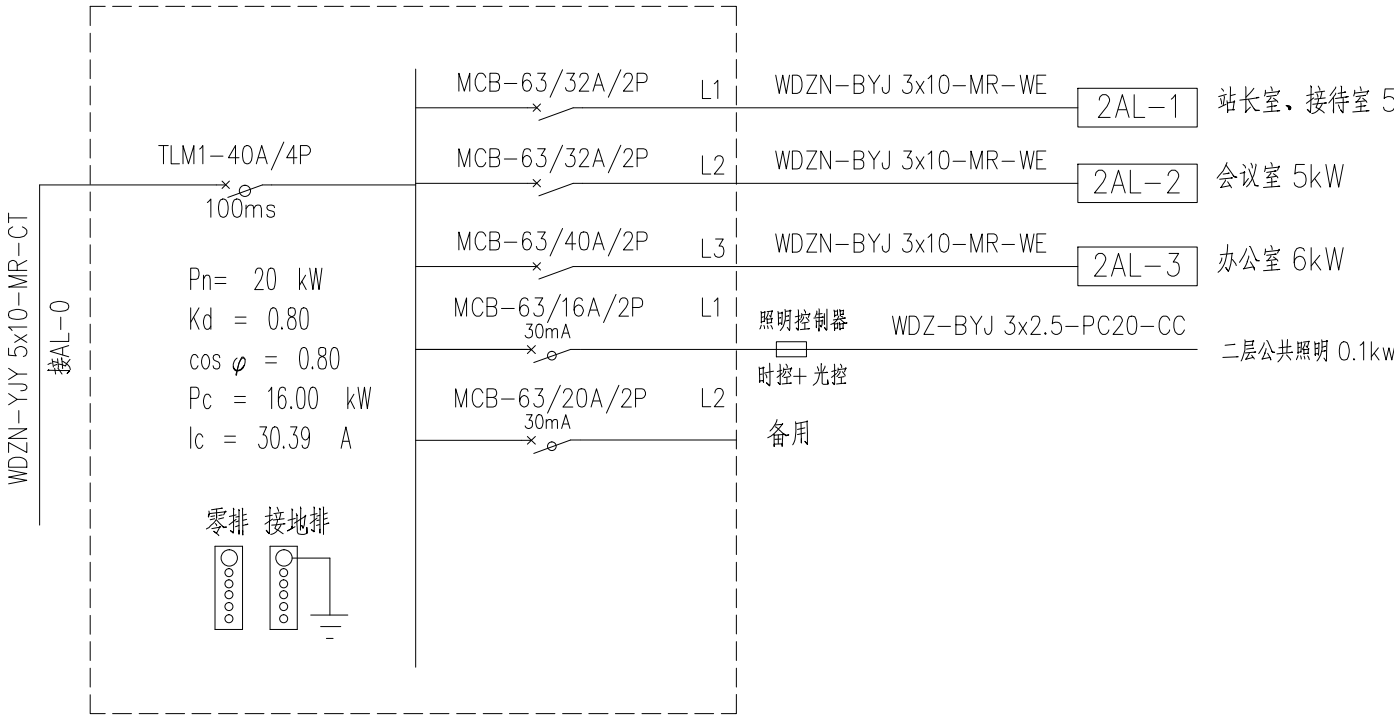 MCB-63/32A/2P L1 WDZN-BYJ 3x10-MR-WE 2AL-1 站长室、接待室 5
TLM1-40A/4P
100ms
MCB-63/32A/2P L2 WDZN-BYJ 3x10-MR-WE 2AL-2 会议室 5kW
MCB-63/40A/2P L3 WDZN-BYJ 3x10-MR-WE 2AL-3 办公室 6kW
MCB-63/16A/2P L1 照明控制器 WDZ-BYJ 3x2.5-PC20-CC 二层公共照明 0.1kw
30mA
时控+光控
MCB-63/20A/2P L2 备用
30mA
WDZN-YJY 5x10-MR-CT
接AL-0
Pn= 20 kW
Kd = 0.80
cos φ = 0.80
Pc = 16.00 kW
Ic = 30.39 A
零排 接地排